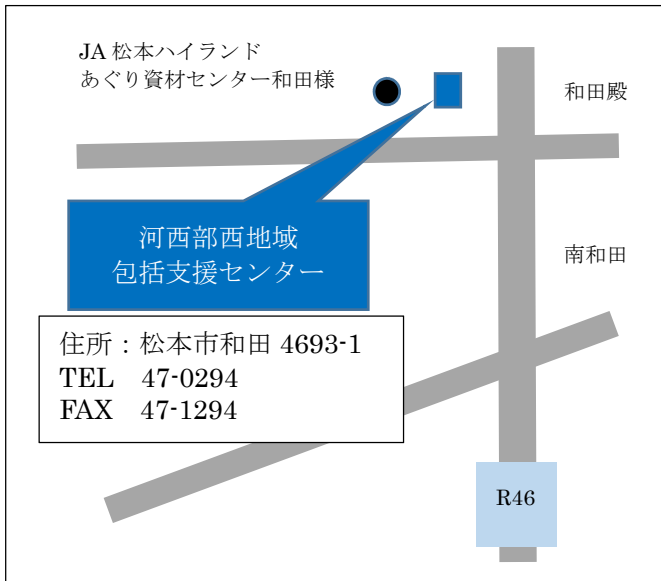 JA 松本ハイランド
あぐり資材センター和田様
和田殿
河西部西地域
包括支援センター
南和田
住所：松本市和田 4693-1
TEL　47-0294
FAX　47-1294
R46